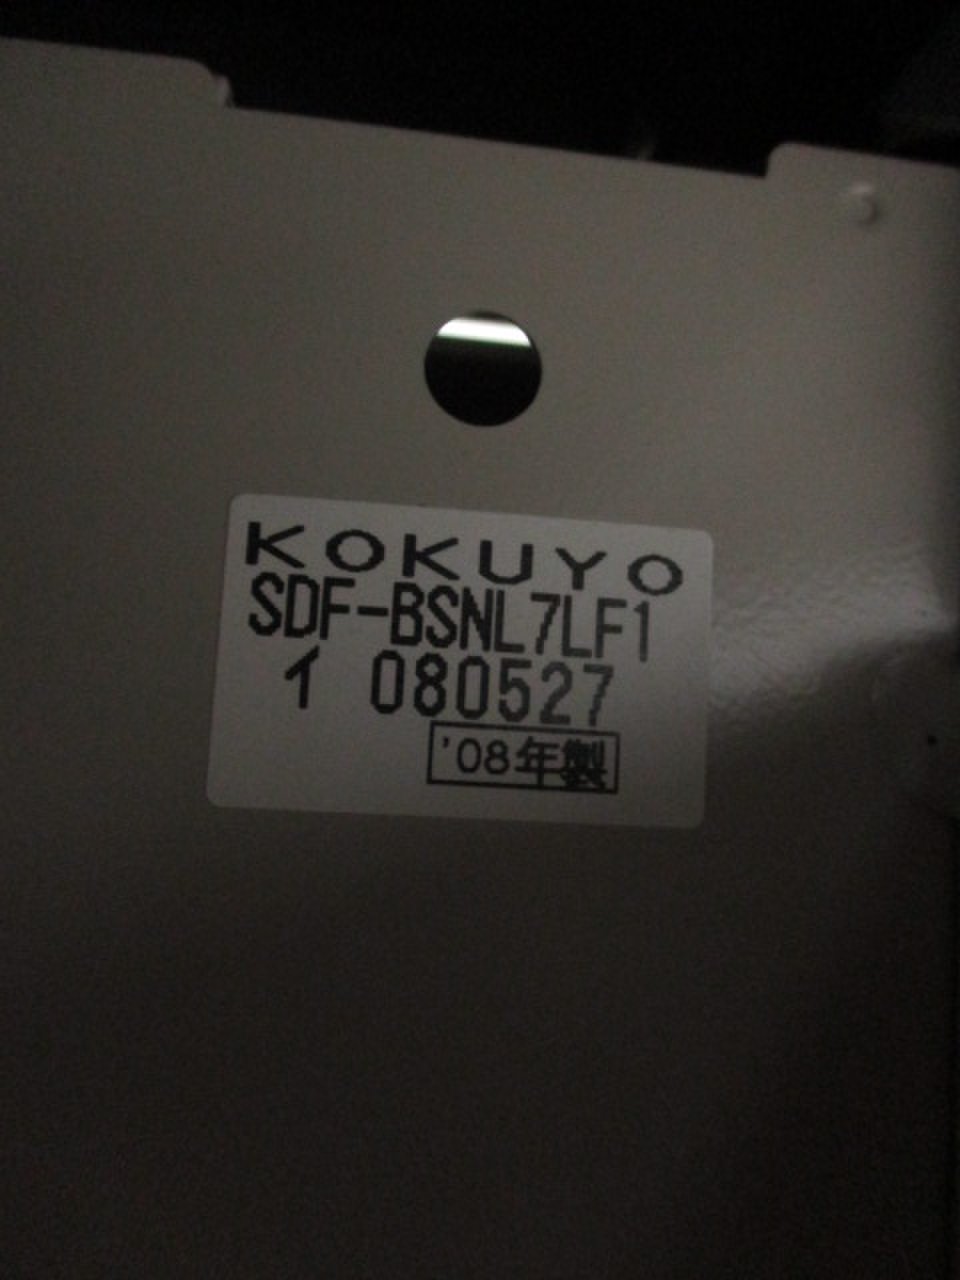 KOKUYO
SDF-BSNL7LF1
イ 080527
'08年製